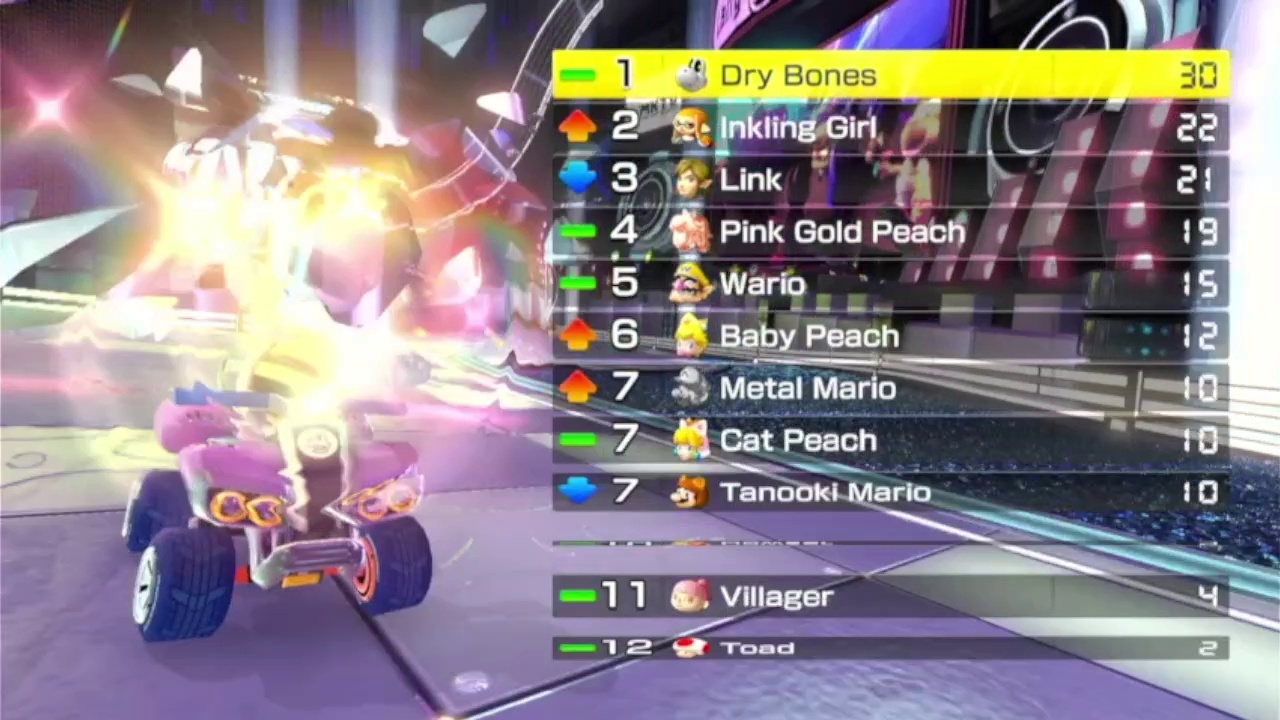 1 Dry Bones 30
2 Inkling Girl 22
3 Link 21
4 Pink Gold Peach 19
5 Wario 15
6 Baby Peach 12
7 Metal Mario 10
7 Cat Peach 10
7 Tanooki Mario 10
11 Villager 4
12 Toad 2